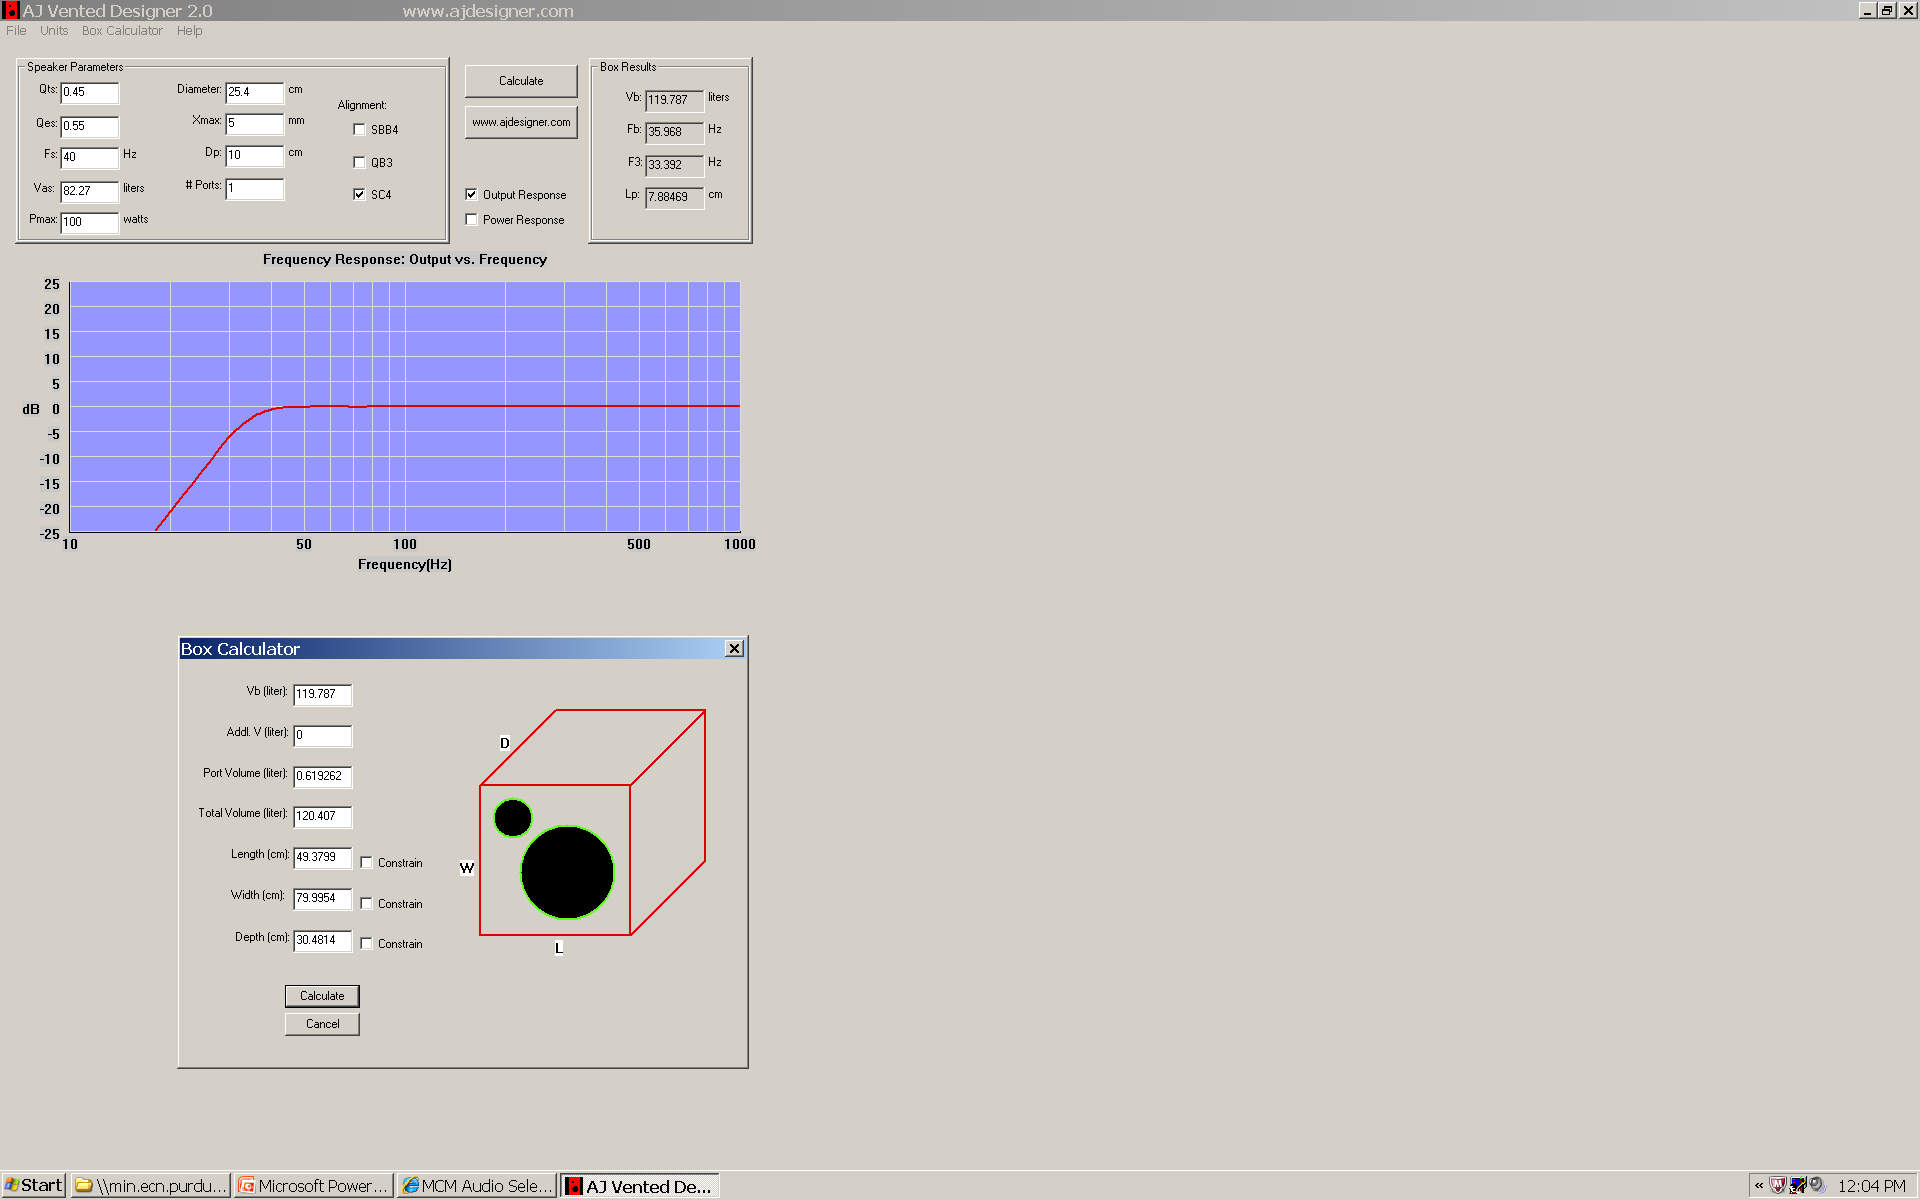 AJ Vented Designer 2.0 www.ajdesigner.com
File Units Box Calculator Help
Speaker Parameters
Qts: 0.45
Qes: 0.55
Fs: 40 Hz
Vas: 82.27 liters
Pmax: 100 watts
Diameter: 25.4 cm
Xmax: 5 mm
Dp: 10 cm
# Ports: 1
Alignment:
SBB4
QB3
SC4
Calculate
www.ajdesigner.com
Output Response
Power Response
Box Results
Vb: 119.787 liters
Fb: 35.968 Hz
F3: 33.392 Hz
Lp: 7.88469 cm
Frequency Response: Output vs. Frequency
25
20
15
10
5
dB 0
-5
-10
-15
-20
-25
10 50 100 500 1000
Frequency(Hz)
Box Calculator
Vb (liter): 119.787
Addl. V (liter): 0
Port Volume (liter): 0.619262
Total Volume (liter): 120.407
Length (cm): 49.3799 Constrain
Width (cm): 79.9954 Constrain
Depth (cm): 30.4814 Constrain
Calculate
Cancel
D
W
L
Start \\min.ecn.purdu... Microsoft Power... MCM Audio Sele... AJ Vented De... « 12:04 PM